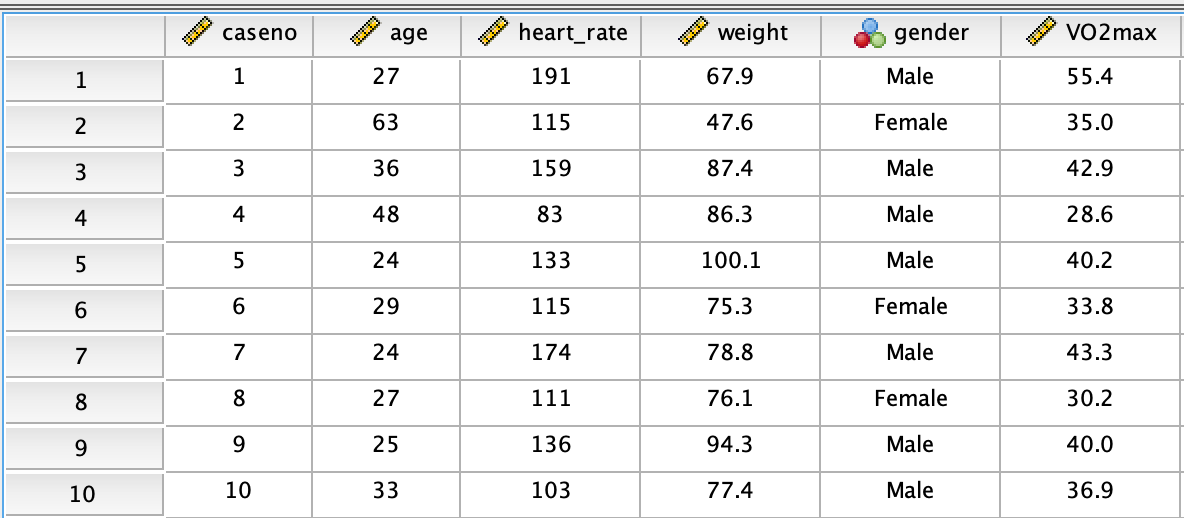 caseno age heart_rate weight gender VO2max
1 1 27 191 67.9 Male 55.4
2 2 63 115 47.6 Female 35.0
3 3 36 159 87.4 Male 42.9
4 4 48 83 86.3 Male 28.6
5 5 24 133 100.1 Male 40.2
6 6 29 115 75.3 Female 33.8
7 7 24 174 78.8 Male 43.3
8 8 27 111 76.1 Female 30.2
9 9 25 136 94.3 Male 40.0
10 10 33 103 77.4 Male 36.9